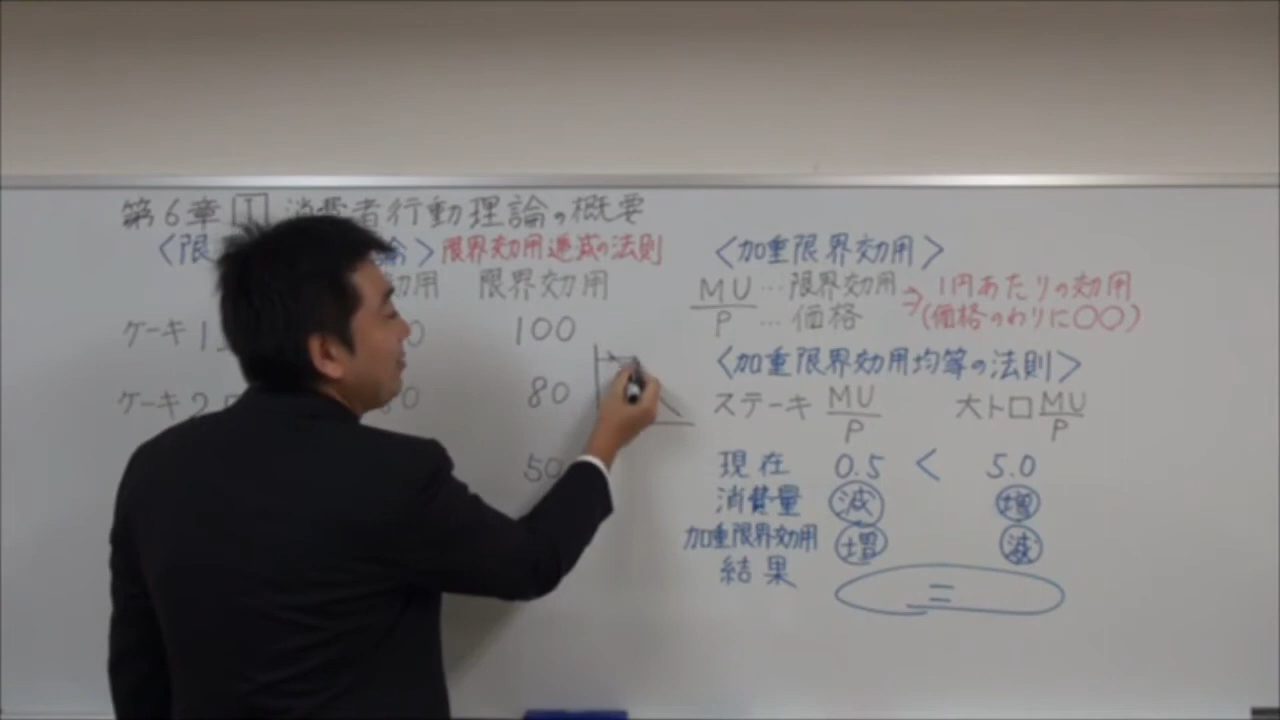 第6章 1 消費者行動理論の概要
〈限 論〉限界効用逓減の法則
効用 限界効用
ケーキ1 0 100
ケーキ2 80
50
〈加重限界効用〉
MU…限界効用 ⇒ 1円あたりの効用
P…価格 (価格のわりに〇〇)
〈加重限界効用均等の法則〉
ステーキ MU/P 大トロ MU/P
現在 0.5 < 5.0
消費量 減 増
加重限界効用 増 減
結果 =